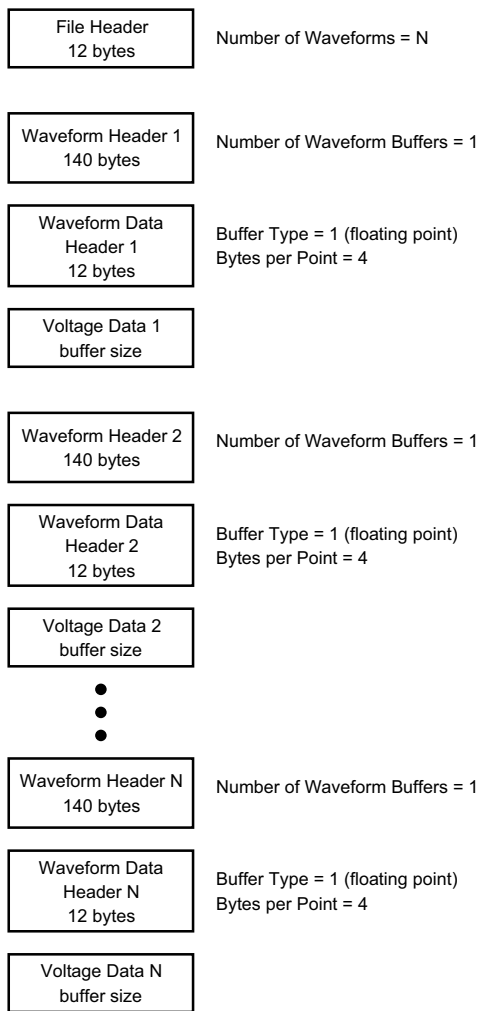 File Header
12 bytes
Number of Waveforms = N
Waveform Header 1
140 bytes
Number of Waveform Buffers = 1
Waveform Data
Header 1
12 bytes
Buffer Type = 1 (floating point)
Bytes per Point = 4
Voltage Data 1
buffer size
Waveform Header 2
140 bytes
Number of Waveform Buffers = 1
Waveform Data
Header 2
12 bytes
Buffer Type = 1 (floating point)
Bytes per Point = 4
Voltage Data 2
buffer size
Waveform Header N
140 bytes
Number of Waveform Buffers = 1
Waveform Data
Header N
12 bytes
Buffer Type = 1 (floating point)
Bytes per Point = 4
Voltage Data N
buffer size